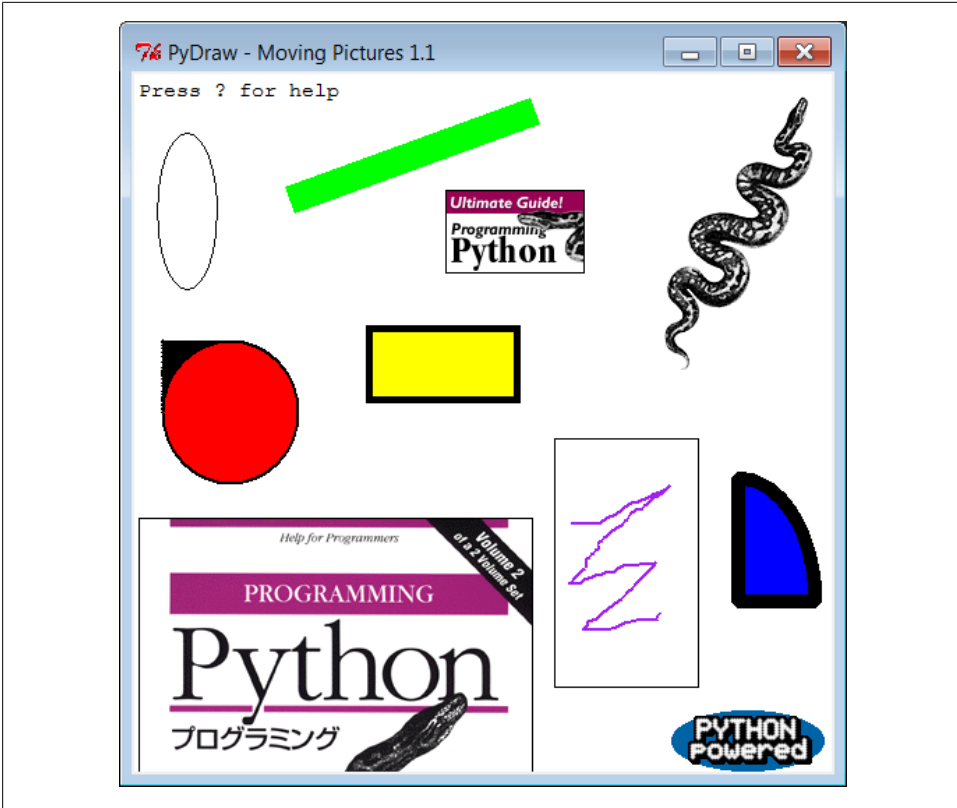 PyDraw - Moving Pictures 1.1
Press ? for help
Ultimate Guide!
Programming
Python
Help for Programmers
Volume 2
of a 2 Volume Set
PROGRAMMING
Python
プログラミング
PYTHON
powered